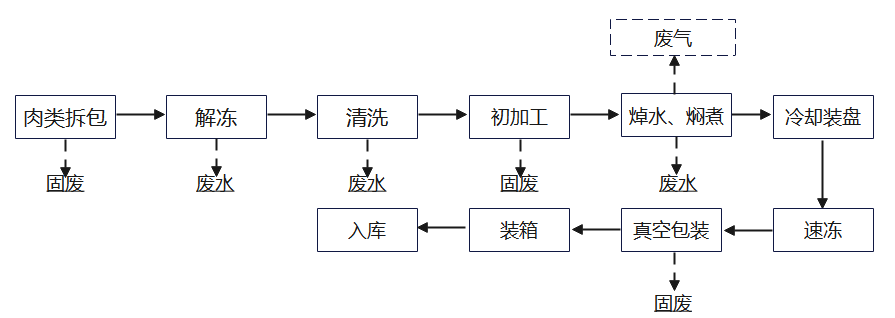 废气
肉类拆包
解冻
清洗
初加工
焯水、焖煮
冷却装盘
固废
废水
废水
固废
废水
入库
装箱
真空包装
速冻
固废